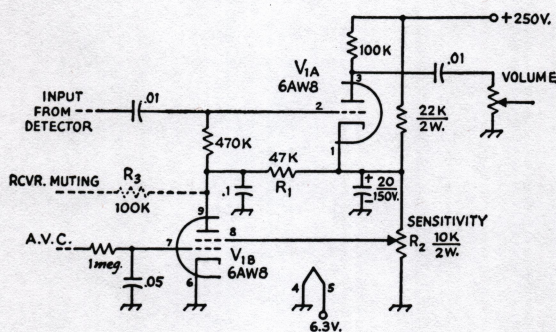 +250V.
100K
V1A
6AW8
3
.01
VOLUME
INPUT
FROM
DETECTOR
.01
2
1
22K
2W.
470K
47K
R1
R3
100K
RCVR. MUTING
.1
+
20
150V.
-
SENSITIVITY
R2
10K
2W.
9
8
A.V.C.
1 meg.
7
V1B
6AW8
.05
6
4
5
6.3V.